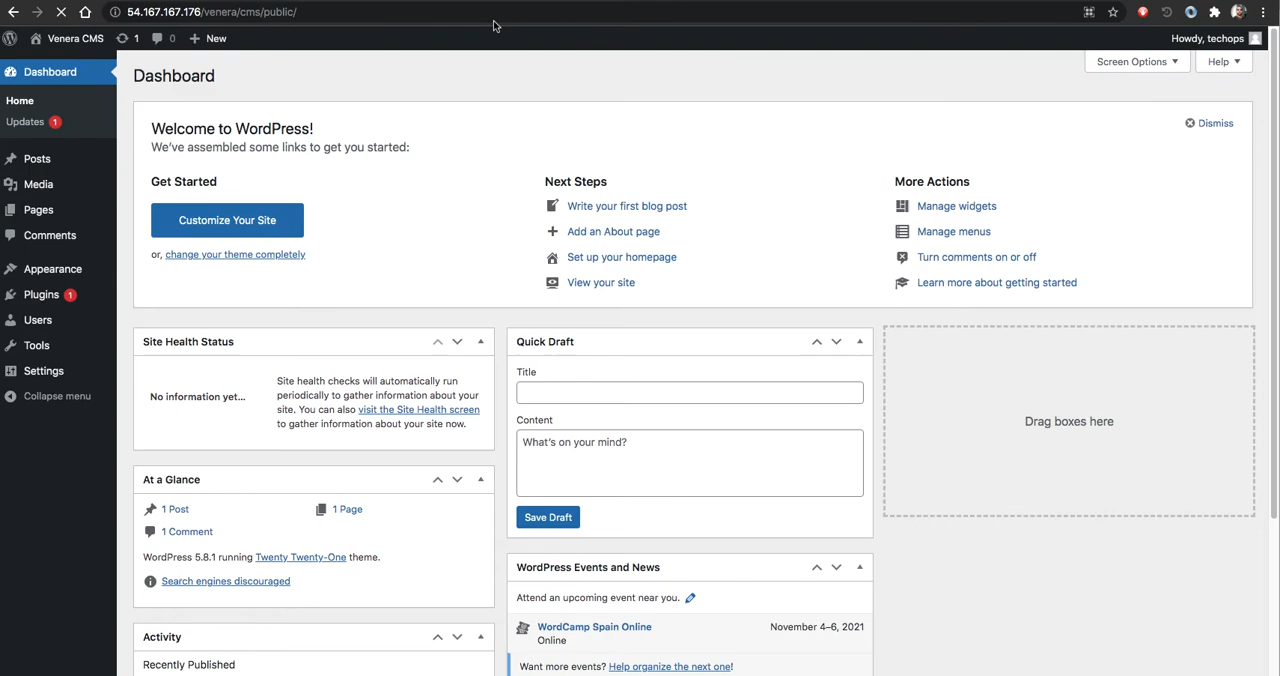 54.167.167.176/venera/cms/public/
Venera CMS
1
0
New
Howdy, techops
Dashboard
Home
Updates 1
Posts
Media
Pages
Comments
Appearance
Plugins 1
Users
Tools
Settings
Collapse menu
Screen Options
Help
Dashboard
Welcome to WordPress!
We've assembled some links to get you started:
Dismiss
Get Started
Customize Your Site
or, change your theme completely
Next Steps
Write your first blog post
Add an About page
Set up your homepage
View your site
More Actions
Manage widgets
Manage menus
Turn comments on or off
Learn more about getting started
Site Health Status
No information yet...
Site health checks will automatically run
periodically to gather information about your
site. You can also visit the Site Health screen
to gather information about your site now.
At a Glance
1 Post
1 Page
1 Comment
WordPress 5.8.1 running Twenty Twenty-One theme.
Search engines discouraged
Activity
Recently Published
Quick Draft
Title
Content
What's on your mind?
Save Draft
WordPress Events and News
Attend an upcoming event near you.
WordCamp Spain Online
November 4–6, 2021
Online
Want more events? Help organize the next one!
Drag boxes here